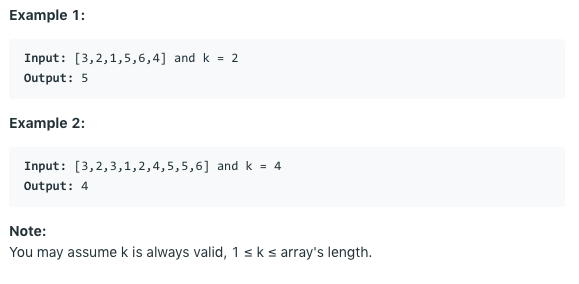 Example 1:
Input: [3,2,1,5,6,4] and k = 2
Output: 5
Example 2:
Input: [3,2,3,1,2,4,5,5,6] and k = 4
Output: 4
Note:
You may assume k is always valid, 1 ≤ k ≤ array's length.